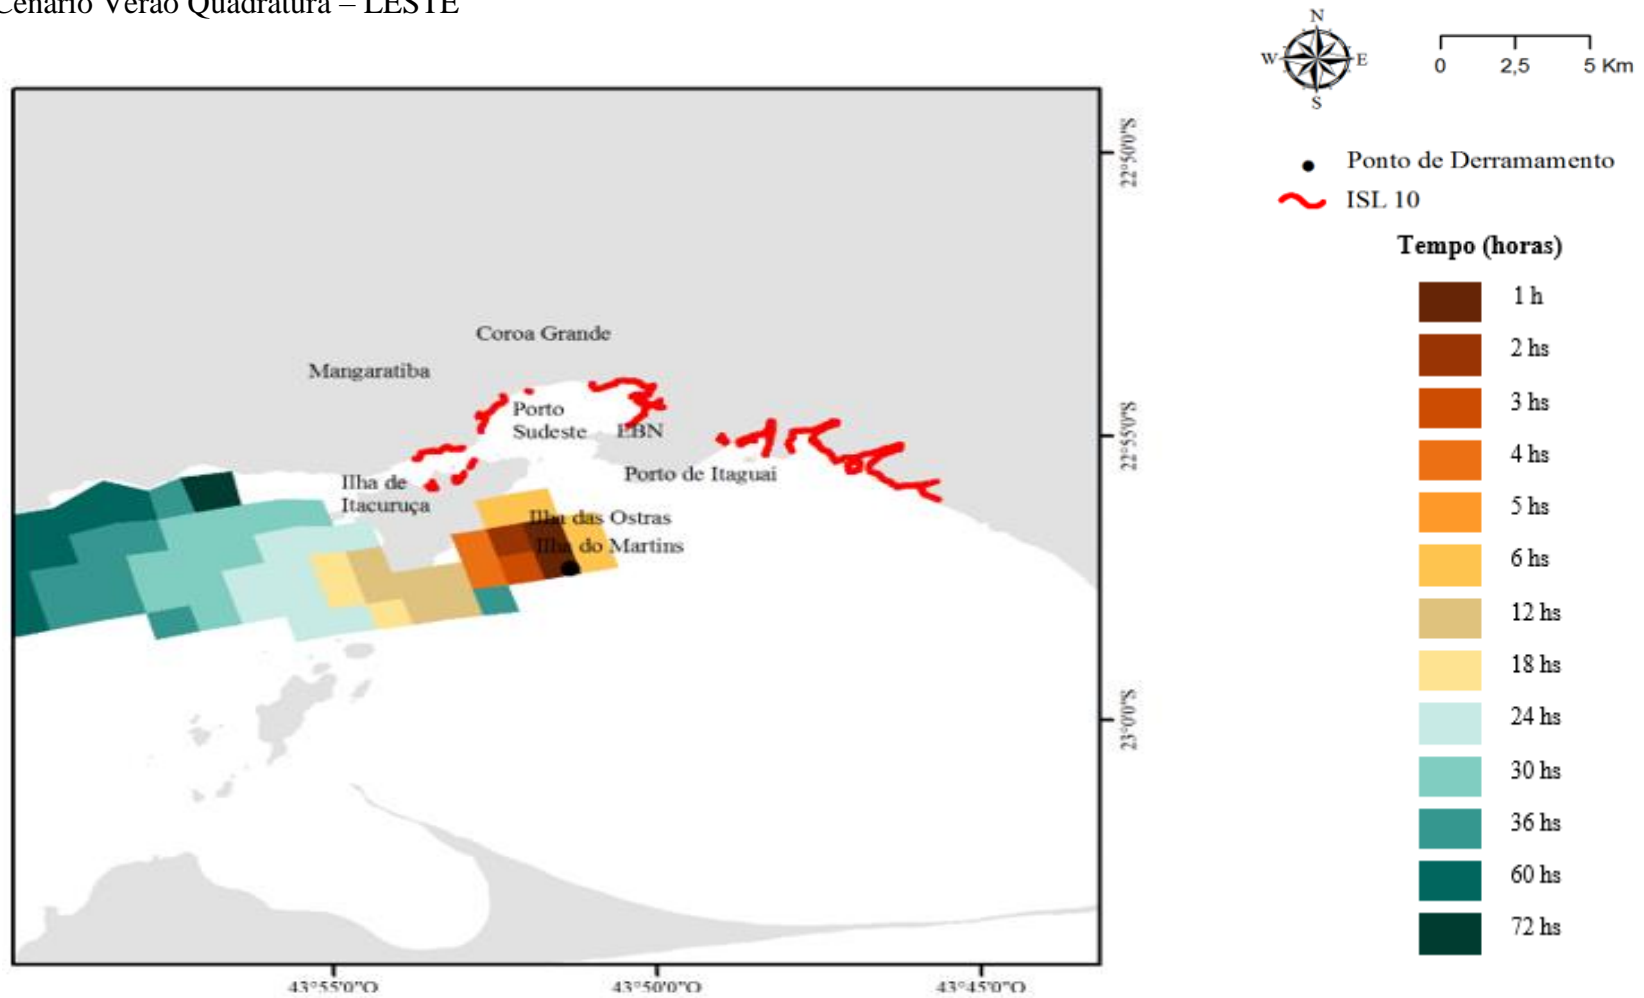 Cenário Verão Quadratura – LESTE
N
W
E
S
0 2,5 5 Km
Ponto de Derramamento
ISL 10
Tempo (horas)
1 h
2 hs
3 hs
4 hs
5 hs
6 hs
12 hs
18 hs
24 hs
30 hs
36 hs
60 hs
72 hs
Coroa Grande
Mangaratiba
Porto
Sudeste
EBN
Porto de Itaguaí
Ilha de
Itacuruça
Ilha das Ostras
Ilha do Martins
22°50'0"S
22°55'0"S
23°0'0"S
43°55'0"O
43°50'0"O
43°45'0"O